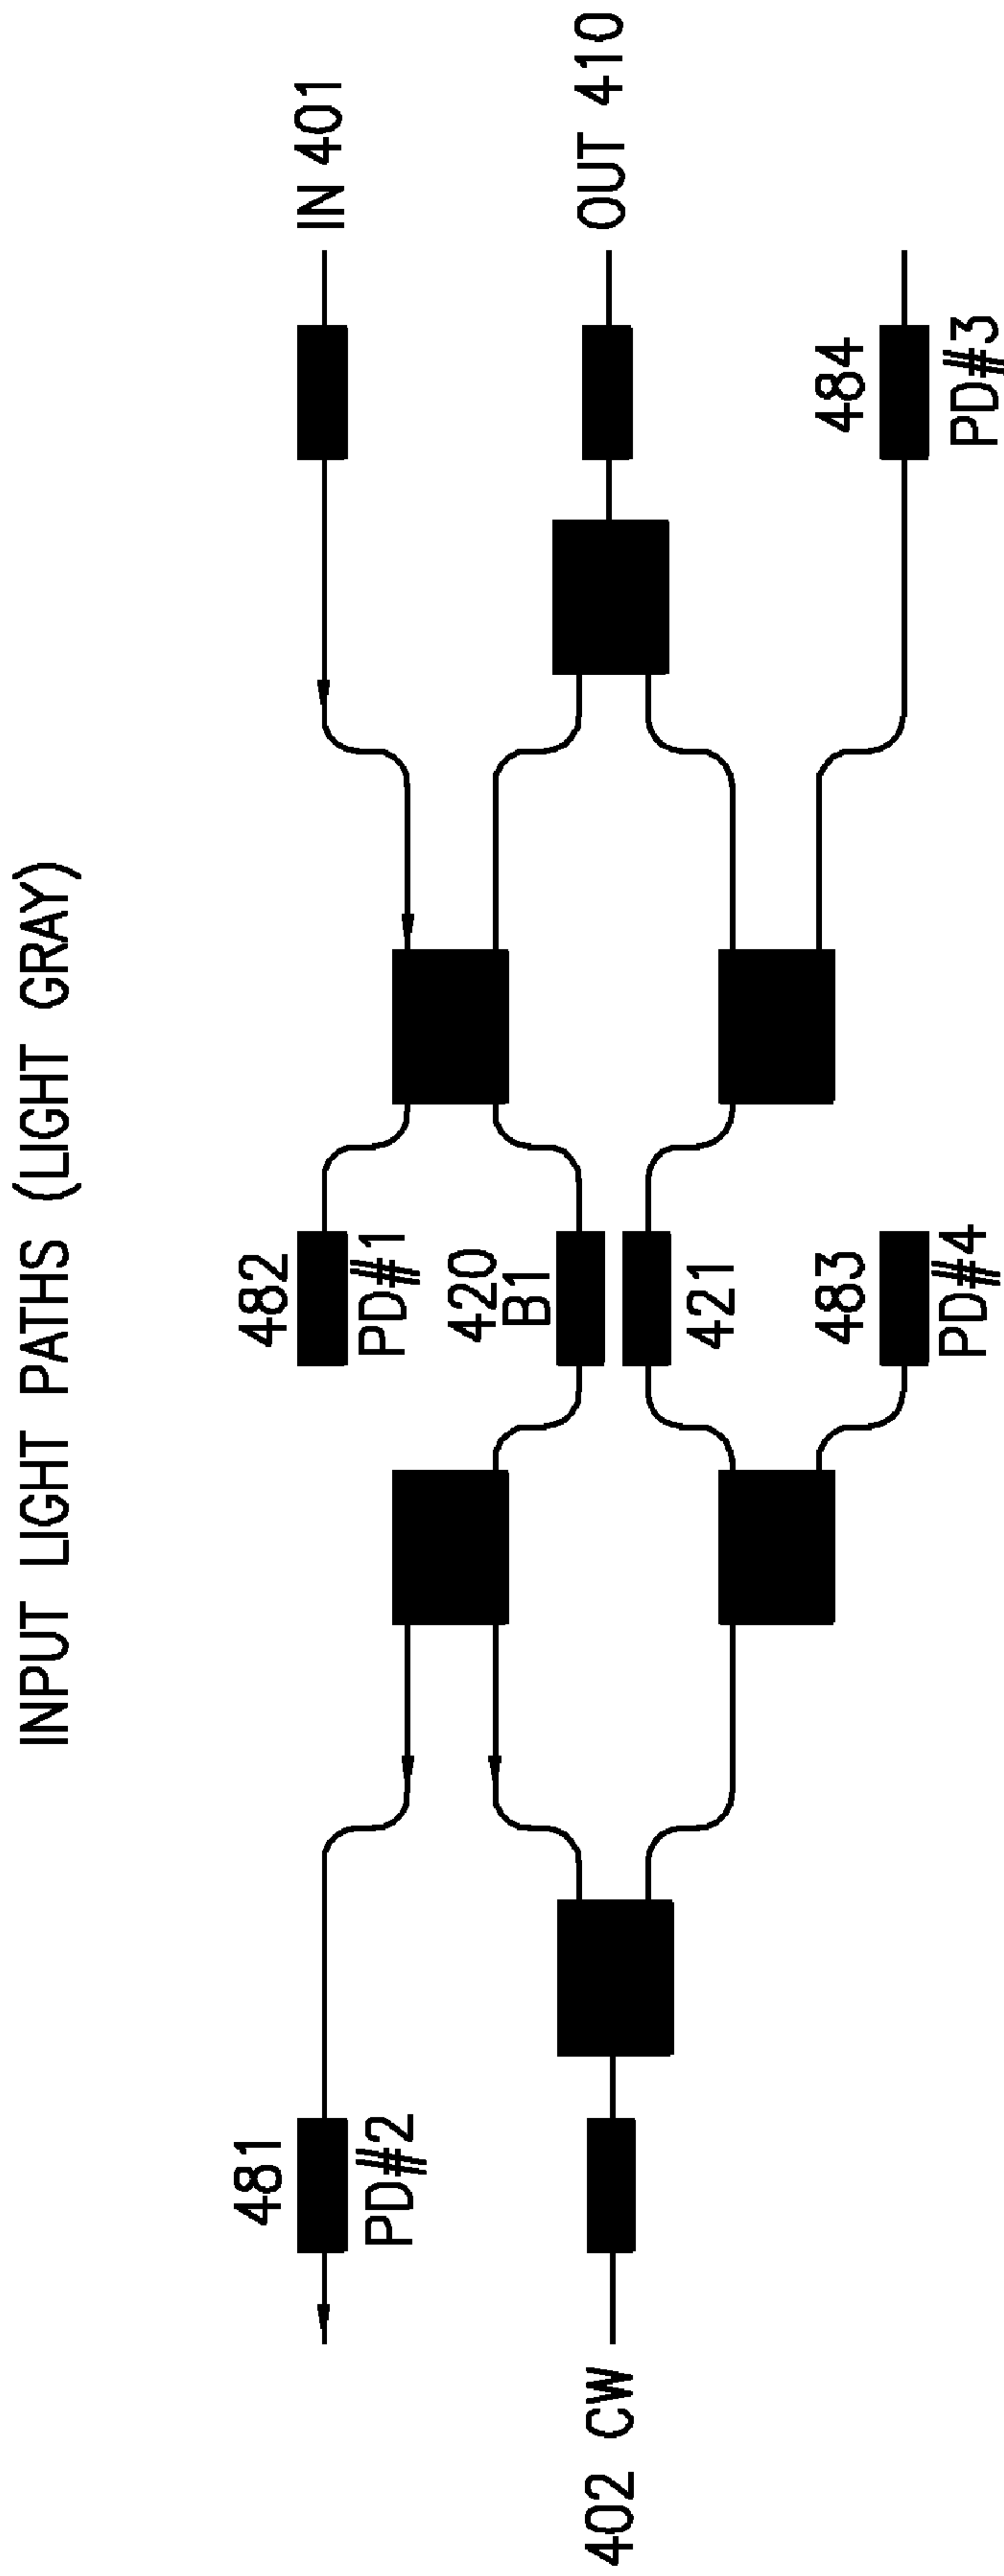 INPUT LIGHT PATHS (LIGHT GRAY)
481
PD#2
482
PD#1
IN 401
420
B1
402 CW
OUT 410
421
483
PD#4
484
PD#3